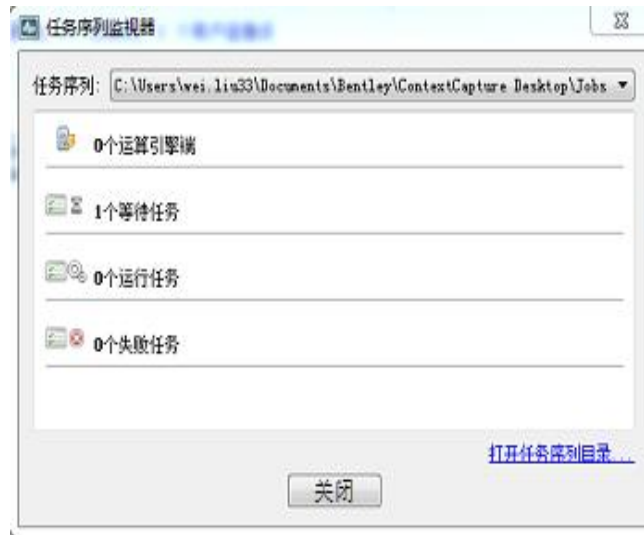 任务序列监视器
任务序列: C:\Users\wei.liu33\Documents\Bentley\ContextCapture Desktop\Jobs
0个运算引擎端
1个等待任务
0个运行任务
0个失败任务
打开任务序列目录...
关闭